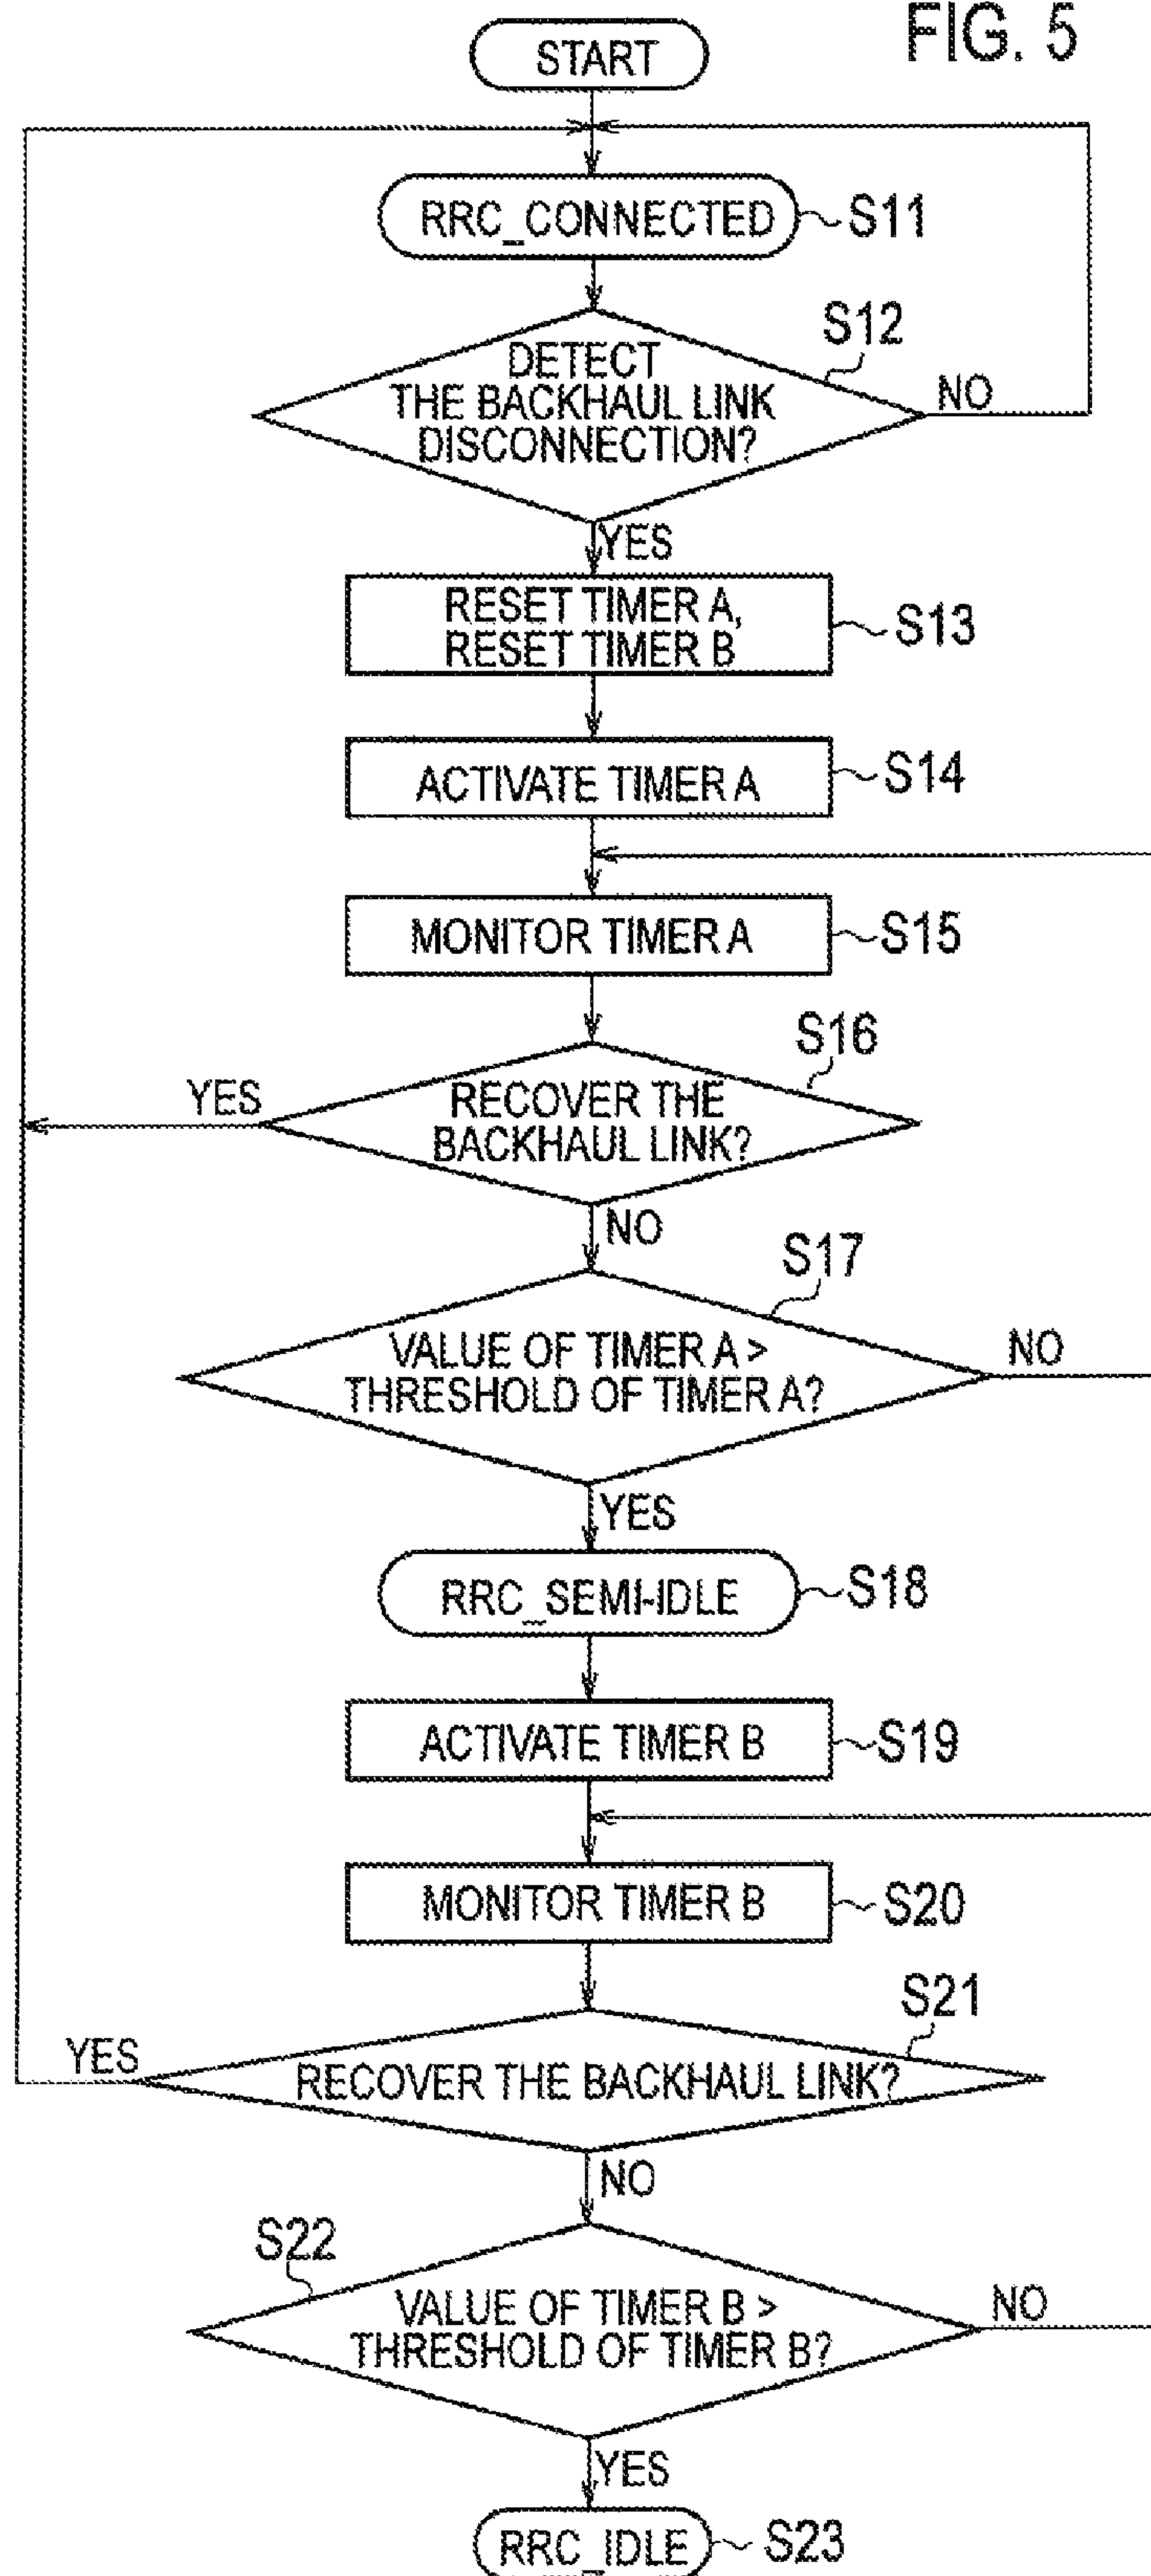 FIG. 5
START
RRC_CONNECTED
S11
S12
DETECT
THE BACKHAUL LINK
DISCONNECTION?
NO
YES
RESET TIMER A,
RESET TIMER B
S13
ACTIVATE TIMER A
S14
MONITOR TIMER A
S15
S16
YES
RECOVER THE
BACKHAUL LINK?
NO
S17
VALUE OF TIMER A >
THRESHOLD OF TIMER A?
NO
YES
RRC_SEMI-IDLE
S18
ACTIVATE TIMER B
S19
MONITOR TIMER B
S20
S21
YES
RECOVER THE BACKHAUL LINK?
NO
S22
VALUE OF TIMER B >
THRESHOLD OF TIMER B?
NO
YES
RRC_IDLE
S23